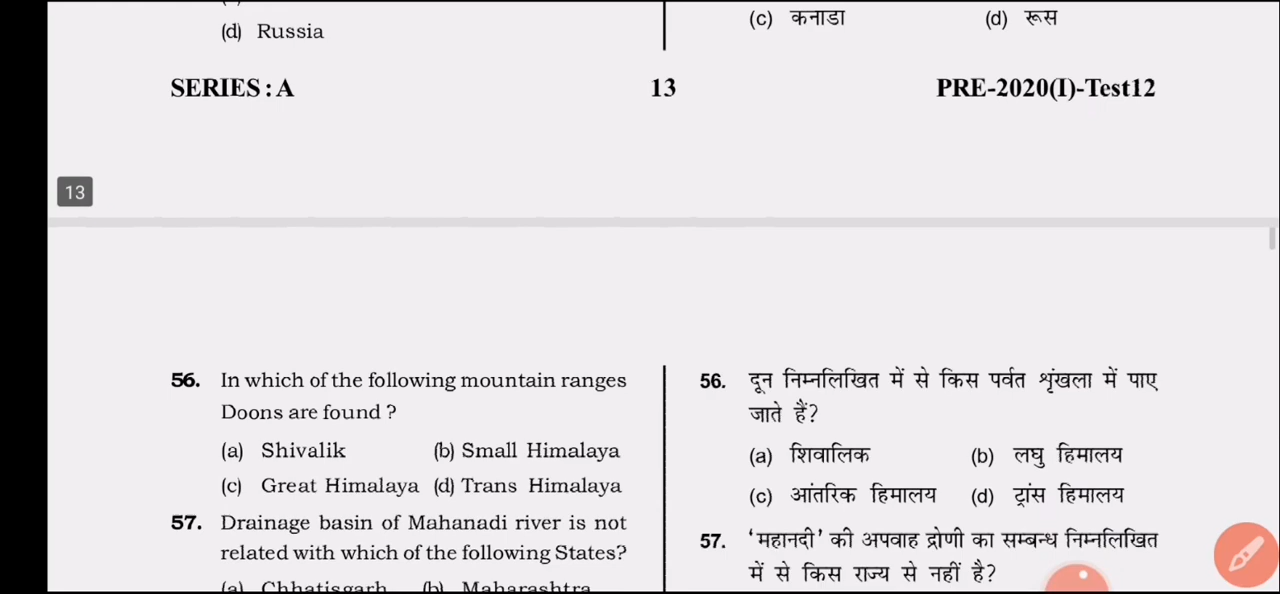 (d) Russia
(c) कनाडा (d) रूस
SERIES : A 13 PRE-2020(I)-Test12
13
56. In which of the following mountain ranges
Doons are found ?
(a) Shivalik (b) Small Himalaya
(c) Great Himalaya (d) Trans Himalaya
57. Drainage basin of Mahanadi river is not
related with which of the following States?
(a) Chhatisgarh (b) Maharashtra
56. दून निम्नलिखित में से किस पर्वत शृंखला में पाए
जाते हैं?
(a) शिवालिक (b) लघु हिमालय
(c) आंतरिक हिमालय (d) ट्रांस हिमालय
57. ‘महानदी’ की अपवाह द्रोणी का सम्बन्ध निम्नलिखित
में से किस राज्य से नहीं है?